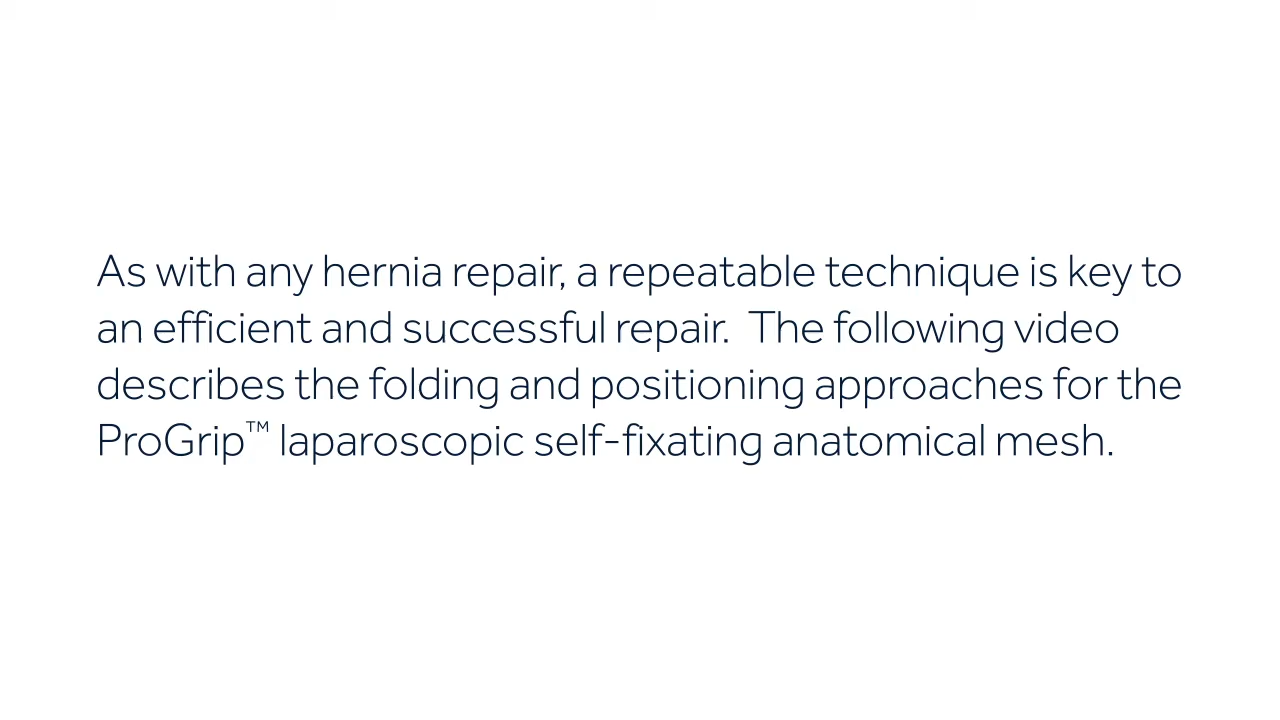 As with any hernia repair, a repeatable technique is key to
an efficient and successful repair.  The following video
describes the folding and positioning approaches for the
ProGrip™ laparoscopic self-fixating anatomical mesh.